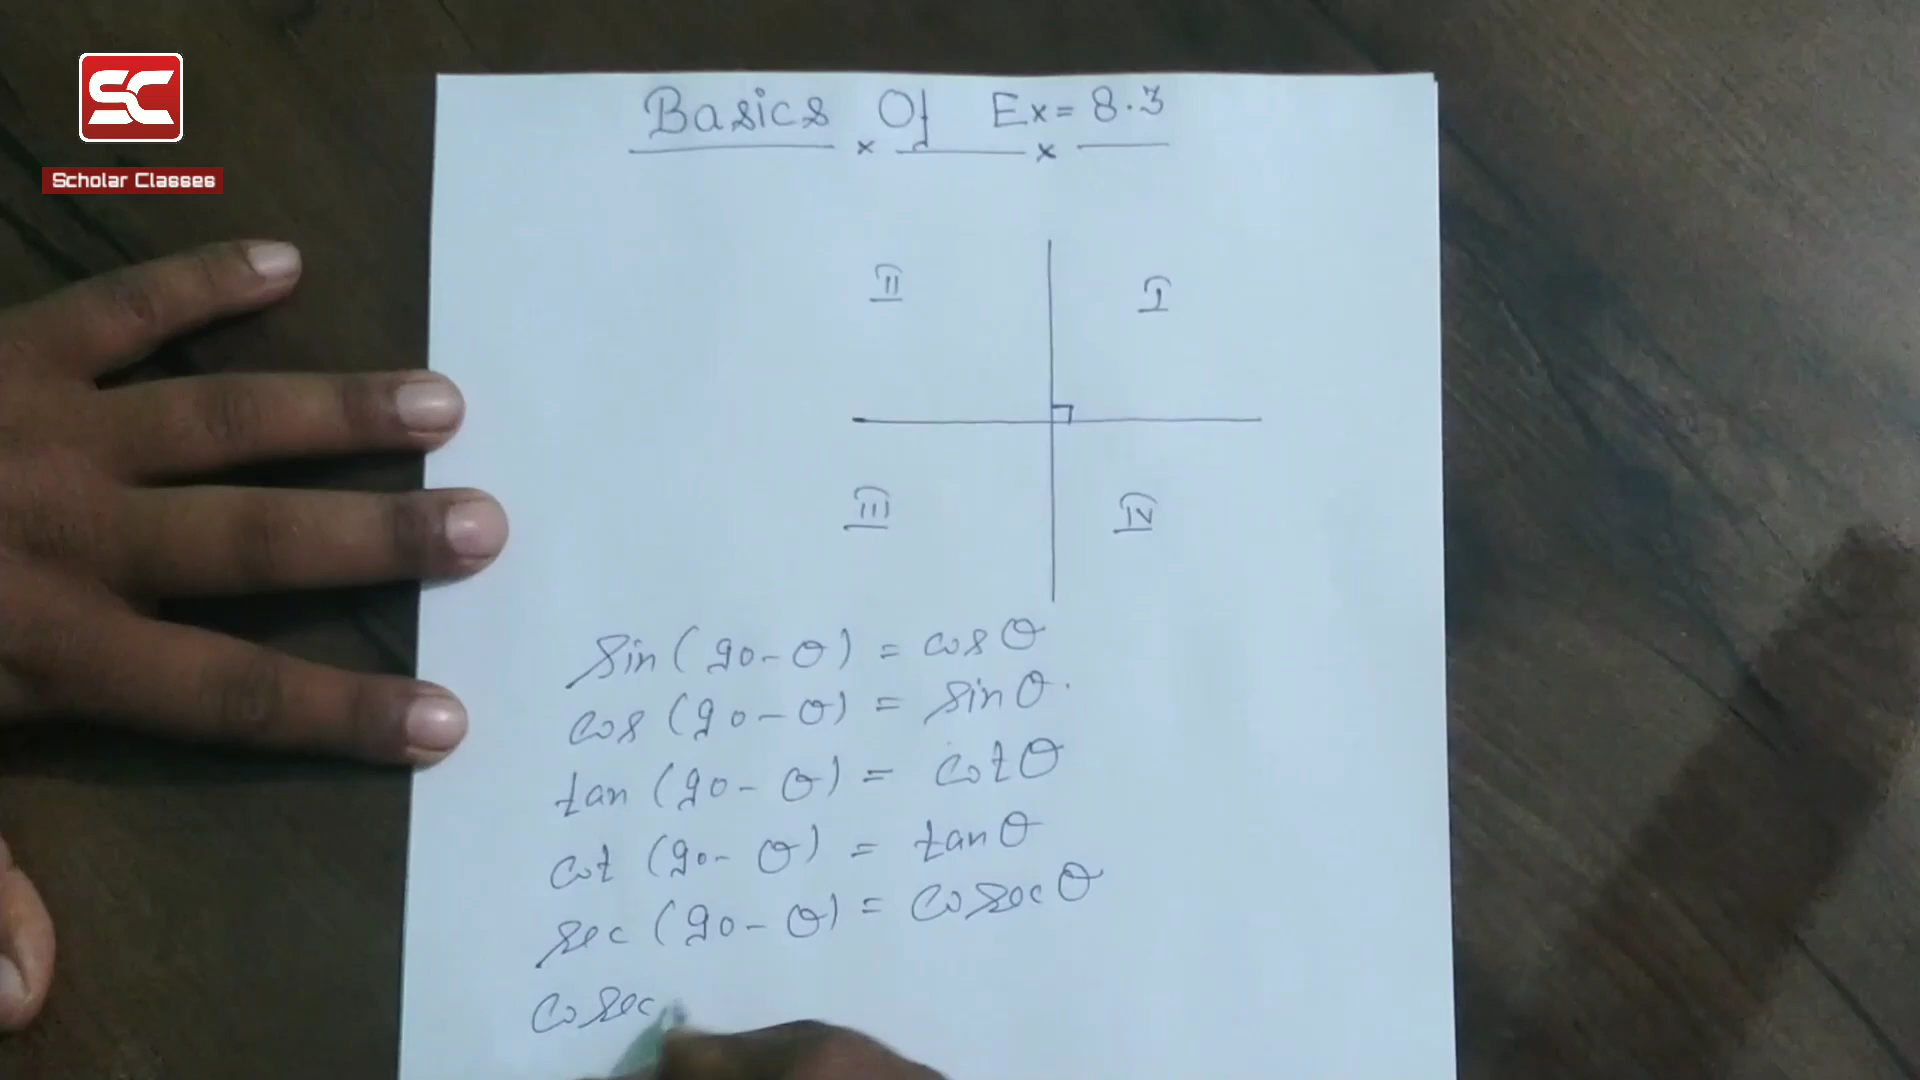 SC
Scholar Classes
Basics Of Ex = 8.3
II
I
III
IV
sin (90 - θ) = cos θ
cos (90 - θ) = sin θ.
tan (90 - θ) = cot θ
cot (90 - θ) = tan θ
sec (90 - θ) = cosec θ
cosec